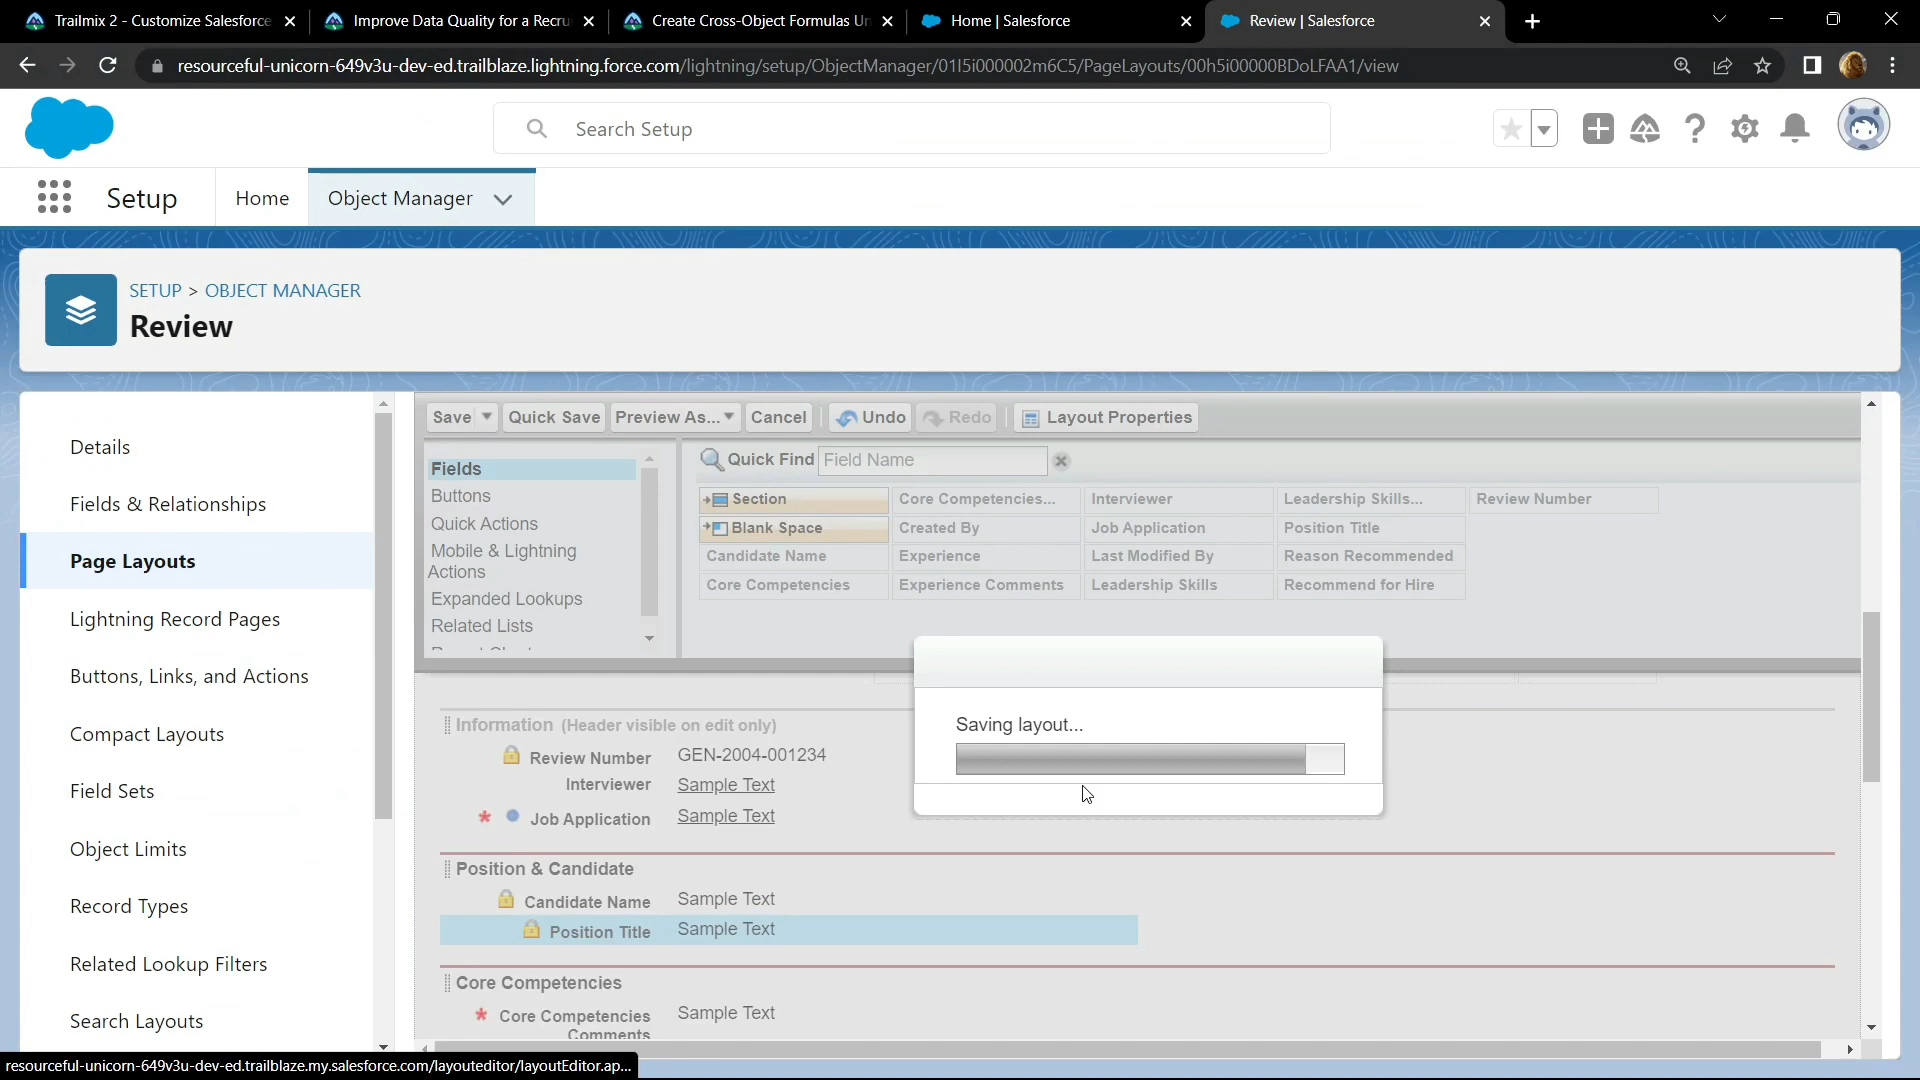 Trailmix 2 - Customize Salesforce
Improve Data Quality for a Recru
Create Cross-Object Formulas Un
Home | Salesforce
Review | Salesforce
resourceful-unicorn-649v3u-dev-ed.trailblaze.lightning.force.com/lightning/setup/ObjectManager/01I5i000002m6C5/PageLayouts/00h5i00000BDoLFAA1/view
Search Setup
Setup
Home
Object Manager
SETUP > OBJECT MANAGER
Review
Details
Fields & Relationships
Page Layouts
Lightning Record Pages
Buttons, Links, and Actions
Compact Layouts
Field Sets
Object Limits
Record Types
Related Lookup Filters
Search Layouts
Save
Quick Save
Preview As...
Cancel
Undo
Redo
Layout Properties
Fields
Buttons
Quick Actions
Mobile & Lightning
Actions
Expanded Lookups
Related Lists
Quick Find
Field Name
Section
Core Competencies...
Interviewer
Leadership Skills...
Review Number
Blank Space
Created By
Job Application
Position Title
Candidate Name
Experience
Last Modified By
Reason Recommended
Core Competencies
Experience Comments
Leadership Skills
Recommend for Hire
Saving layout...
Information (Header visible on edit only)
Review Number GEN-2004-001234
Interviewer Sample Text
* Job Application Sample Text
Position & Candidate
Candidate Name Sample Text
Position Title Sample Text
Core Competencies
* Core Competencies Sample Text
Comments
resourceful-unicorn-649v3u-dev-ed.trailblaze.my.salesforce.com/layouteditor/layoutEditor.ap...